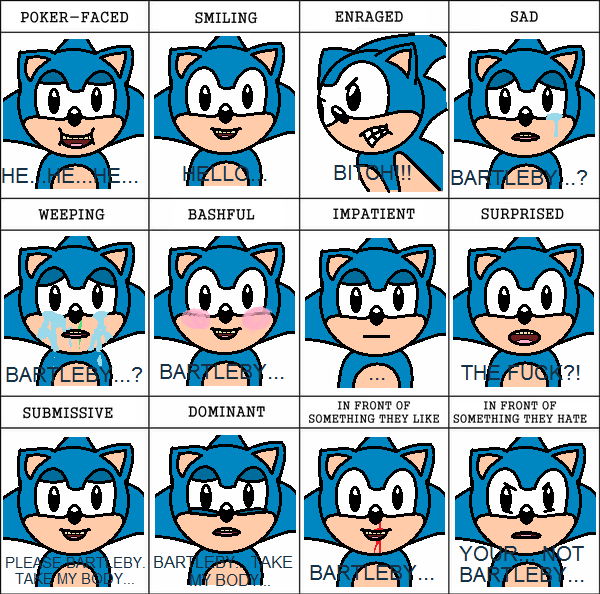 POKER-FACED
SMILING
ENRAGED
SAD
HE...HE...HE...
HELLO...
BITCH!!!
BARTLEBY...?
WEEPING
BASHFUL
IMPATIENT
SURPRISED
BARTLEBY...?
BARTLEBY...
...
THE FUCK?!
SUBMISSIVE
DOMINANT
IN FRONT OF
SOMETHING THEY LIKE
IN FRONT OF
SOMETHING THEY HATE
PLEASE BARTLEBY.
TAKE MY BODY...
BARTLEBY... TAKE
MY BODY...
BARTLEBY...
YOUR... NOT
BARTLEBY...